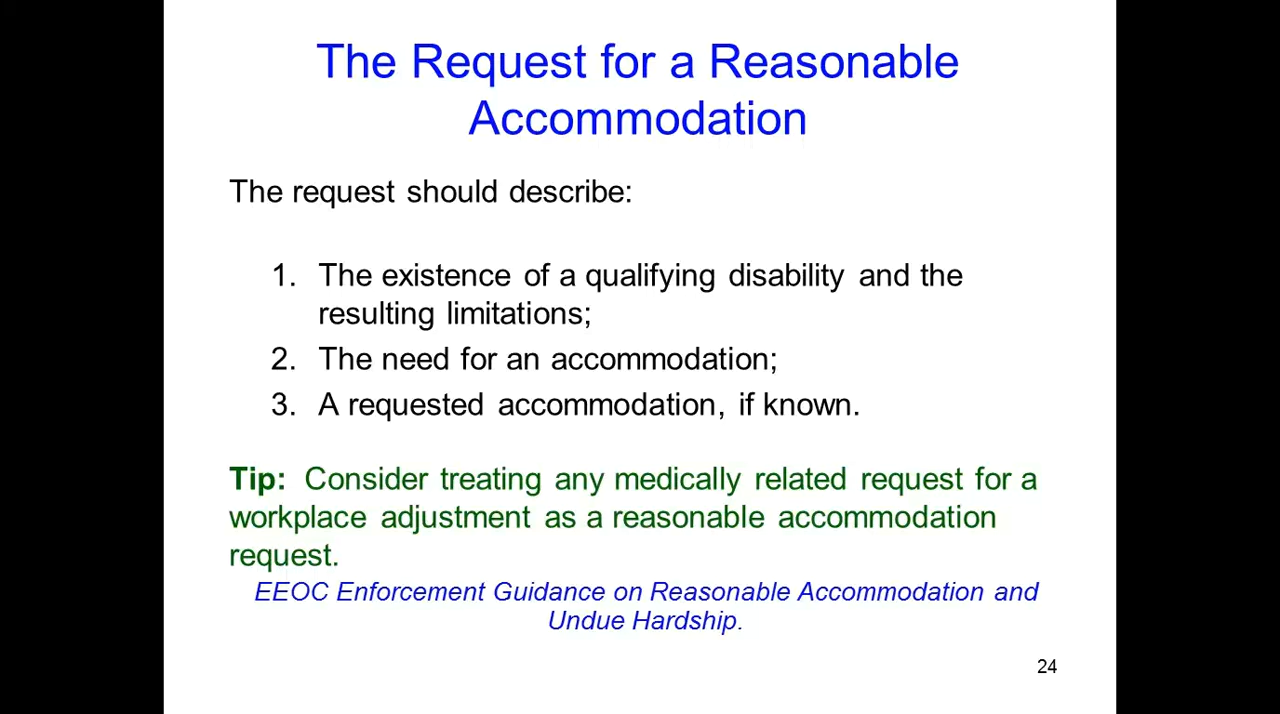 The Request for a Reasonable
Accommodation
The request should describe:
1. The existence of a qualifying disability and the
resulting limitations;
2. The need for an accommodation;
3. A requested accommodation, if known.
Tip: Consider treating any medically related request for a
workplace adjustment as a reasonable accommodation
request.
EEOC Enforcement Guidance on Reasonable Accommodation and
Undue Hardship.
24